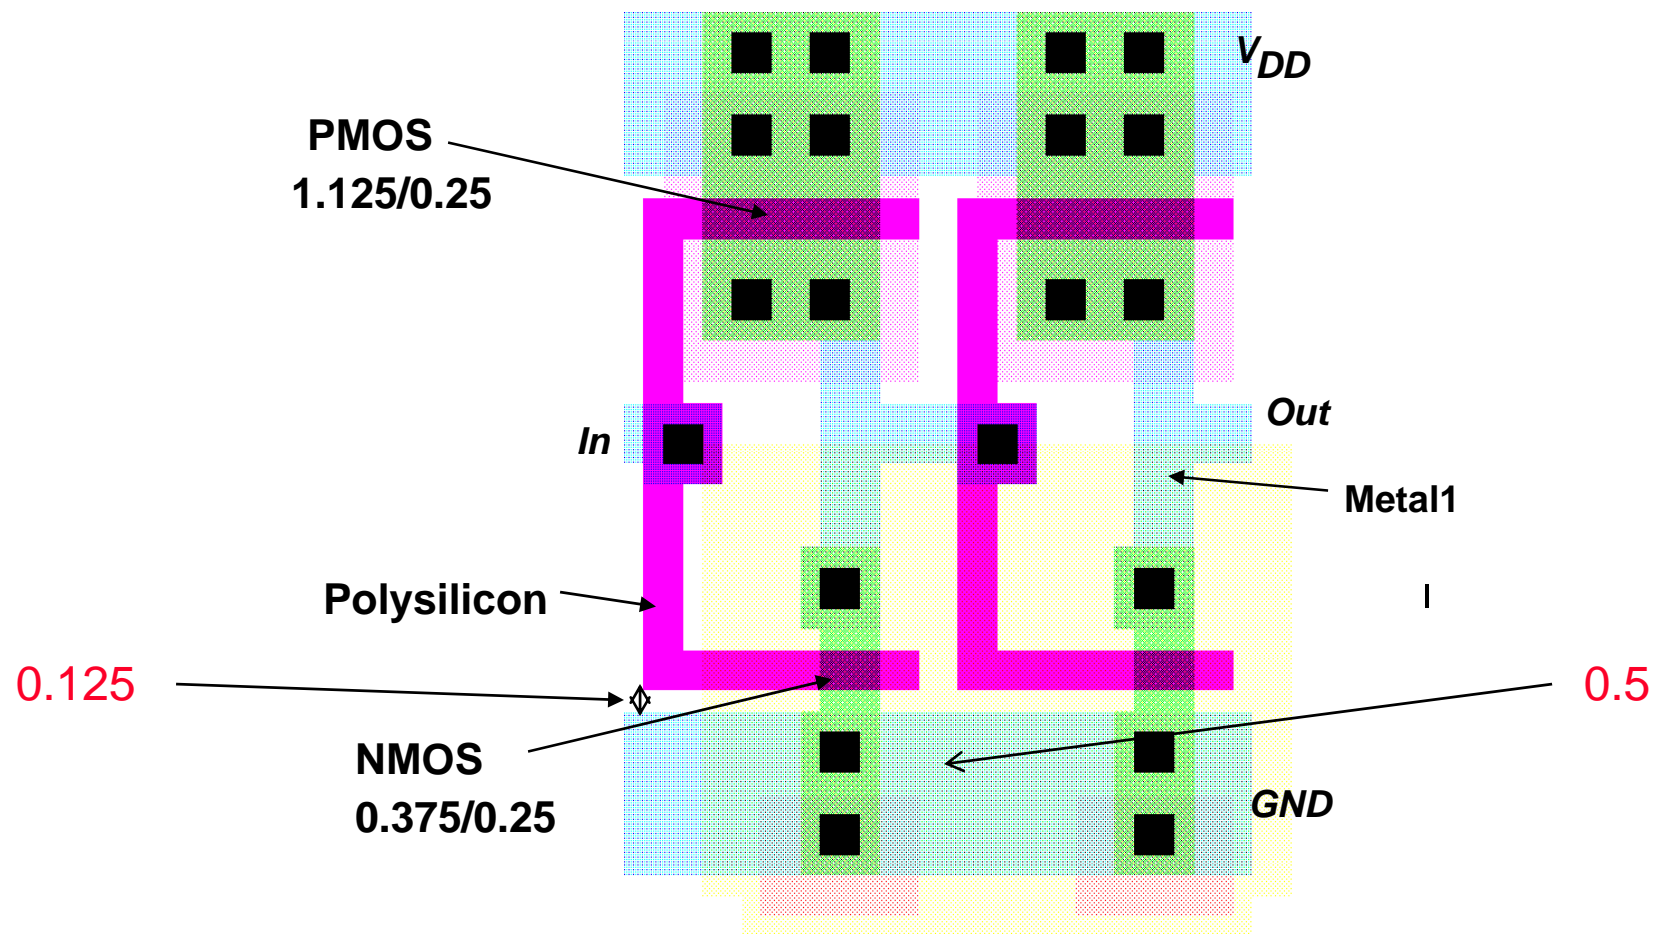 V_DD
PMOS
1.125/0.25
Out
In
Metal1
Polysilicon
0.125
0.5
NMOS
0.375/0.25
GND